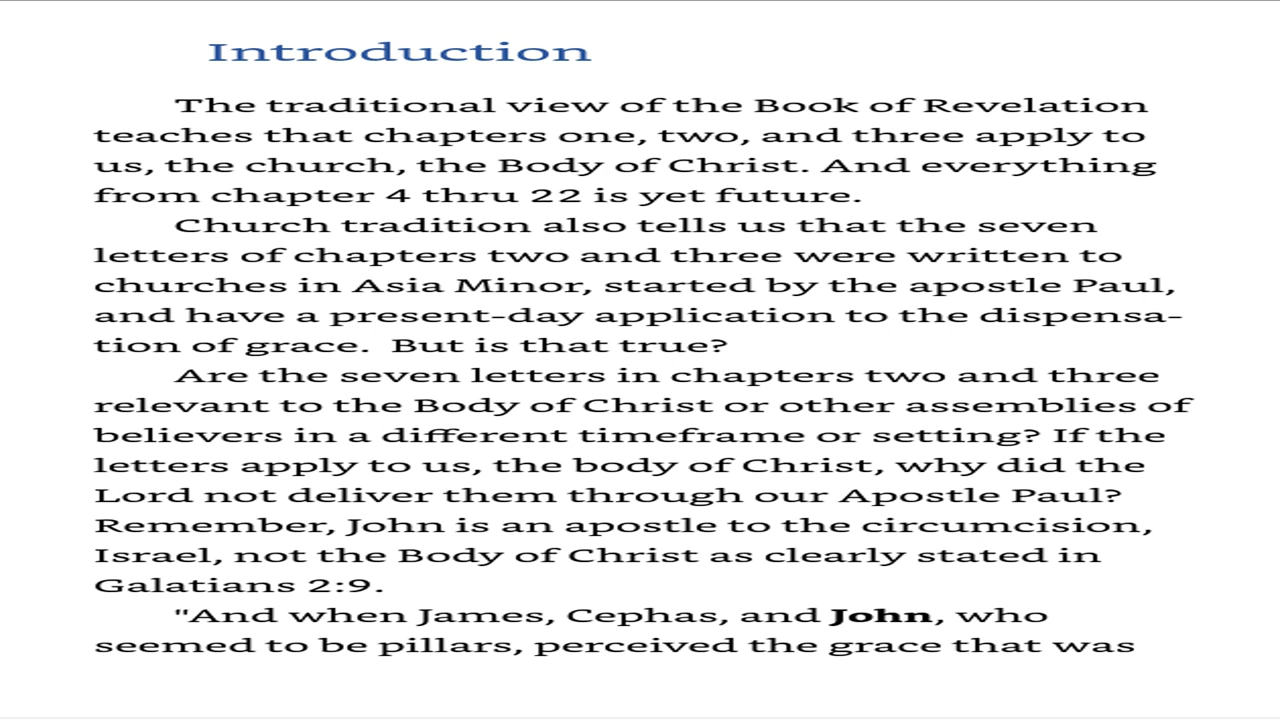 Introduction
The traditional view of the Book of Revelation
teaches that chapters one, two, and three apply to
us, the church, the Body of Christ. And everything
from chapter 4 thru 22 is yet future.
Church tradition also tells us that the seven
letters of chapters two and three were written to
churches in Asia Minor, started by the apostle Paul,
and have a present-day application to the dispensa-
tion of grace.  But is that true?
Are the seven letters in chapters two and three
relevant to the Body of Christ or other assemblies of
believers in a different timeframe or setting? If the
letters apply to us, the body of Christ, why did the
Lord not deliver them through our Apostle Paul?
Remember, John is an apostle to the circumcision,
Israel, not the Body of Christ as clearly stated in
Galatians 2:9.
"And when James, Cephas, and John, who
seemed to be pillars, perceived the grace that was